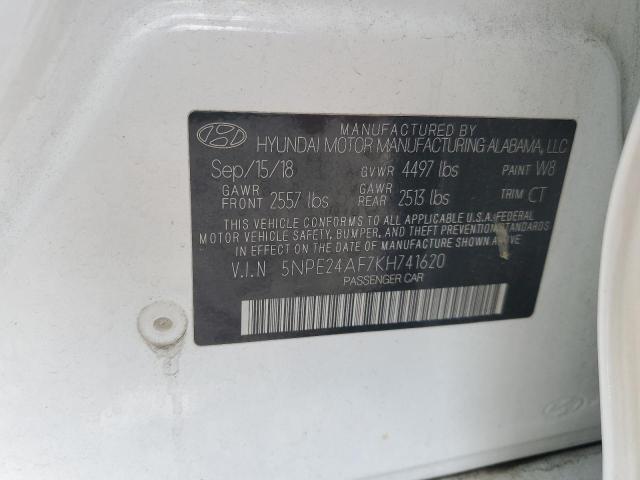 MANUFACTURED BY
HYUNDAI MOTOR MANUFACTURING ALABAMA, LLC
Sep/15/18 GVWR 4497 lbs PAINT W8
GAWR FRONT 2557 lbs GAWR REAR 2513 lbs TRIM CT
THIS VEHICLE CONFORMS TO ALL APPLICABLE U.S.A. FEDERAL
MOTOR VEHICLE SAFETY, BUMPER, AND THEFT PREVENTION STANDARDS
IN EFFECT ON THE DATE OF MANUFACTURE SHOWN ABOVE.
V.I.N 5NPE24AF7KH741620
PASSENGER CAR